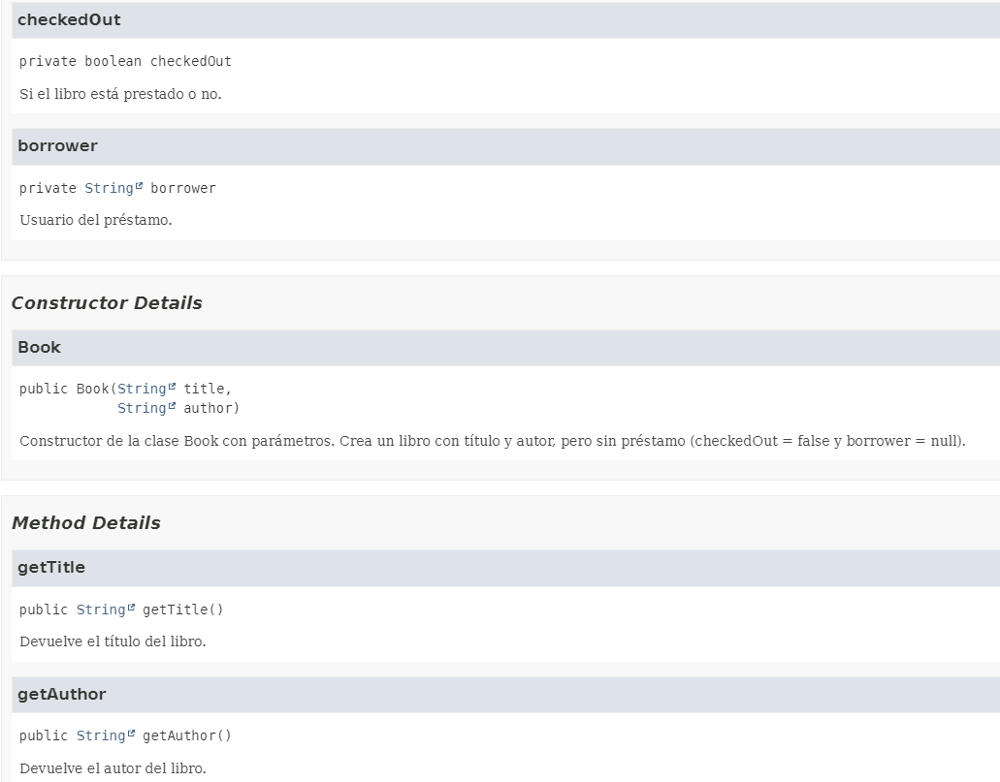 checkedOut
private boolean checkedOut
Si el libro está prestado o no.
borrower
private String borrower
Usuario del préstamo.
Constructor Details
Book
public Book(String title,
String author)
Constructor de la clase Book con parámetros. Crea un libro con título y autor, pero sin préstamo (checkedOut = false y borrower = null).
Method Details
getTitle
public String getTitle()
Devuelve el título del libro.
getAuthor
public String getAuthor()
Devuelve el autor del libro.